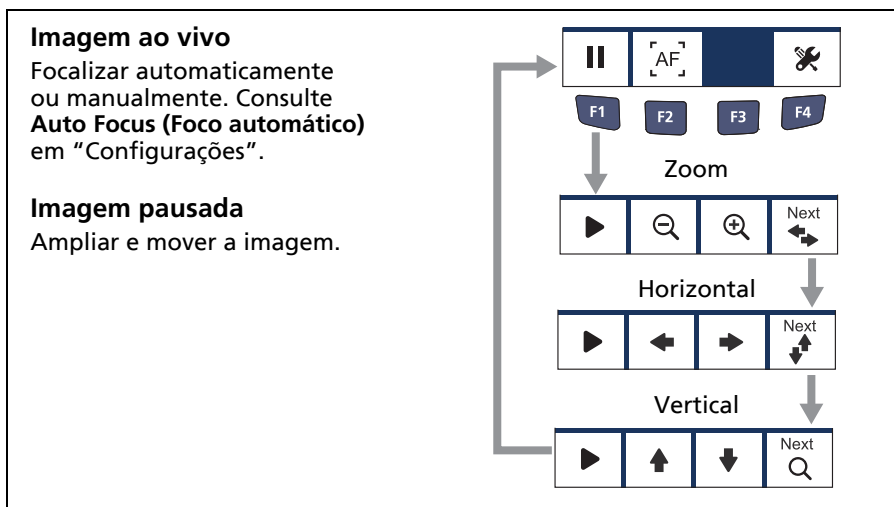 Imagem ao vivo
Focalizar automaticamente
ou manualmente. Consulte
Auto Focus (Foco automático)
em "Configurações".
Imagem pausada
Ampliar e mover a imagem.
AF
F1 F2 F3 F4
Zoom
Next
Horizontal
Next
Vertical
Next